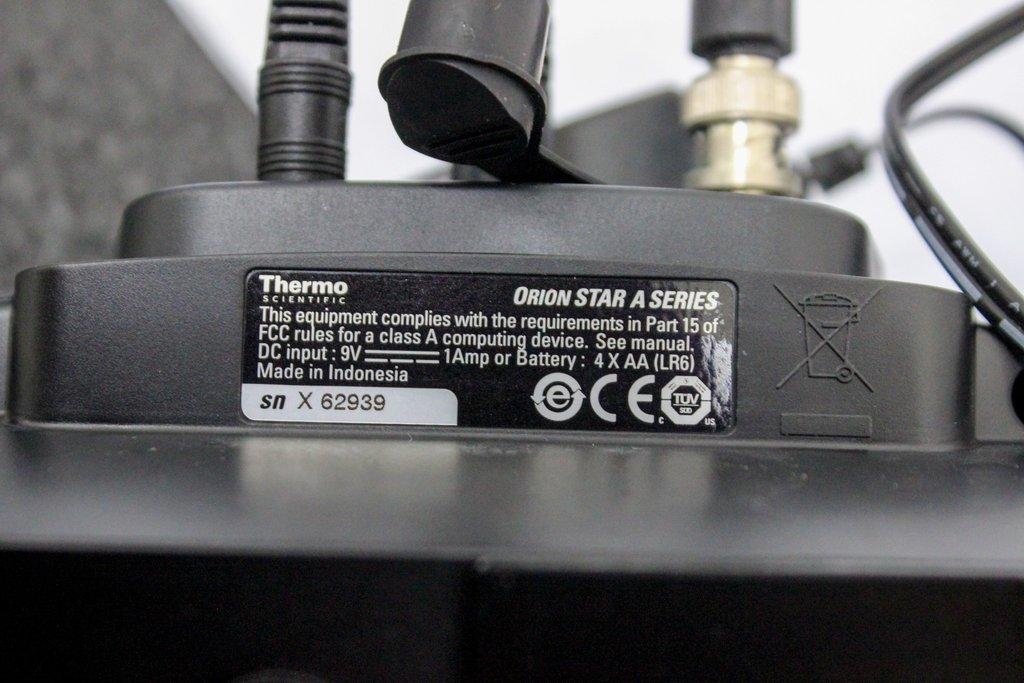 Thermo
SCIENTIFIC
ORION STAR A SERIES
This equipment complies with the requirements in Part 15 of
FCC rules for a class A computing device. See manual.
DC input : 9V 1Amp or Battery : 4 X AA (LR6)
Made in Indonesia
sn X 62939
e CE TÜV
SÜD
C US